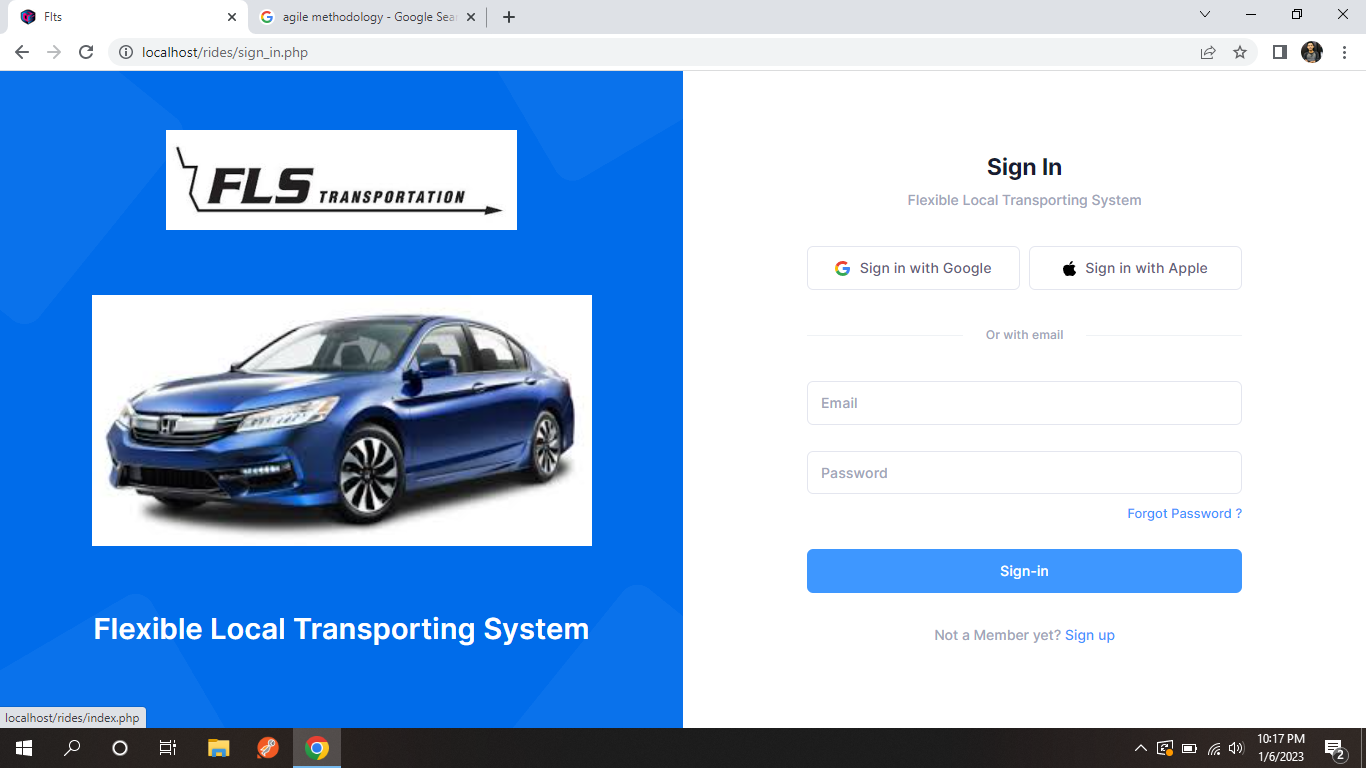 Flts
agile methodology - Google Sea
localhost/rides/sign_in.php
FLS TRANSPORTATION
Flexible Local Transporting System
Sign In
Flexible Local Transporting System
Sign in with Google
Sign in with Apple
Or with email
Email
Password
Forgot Password ?
Sign-in
Not a Member yet? Sign up
localhost/rides/index.php
10:17 PM
1/6/2023
2